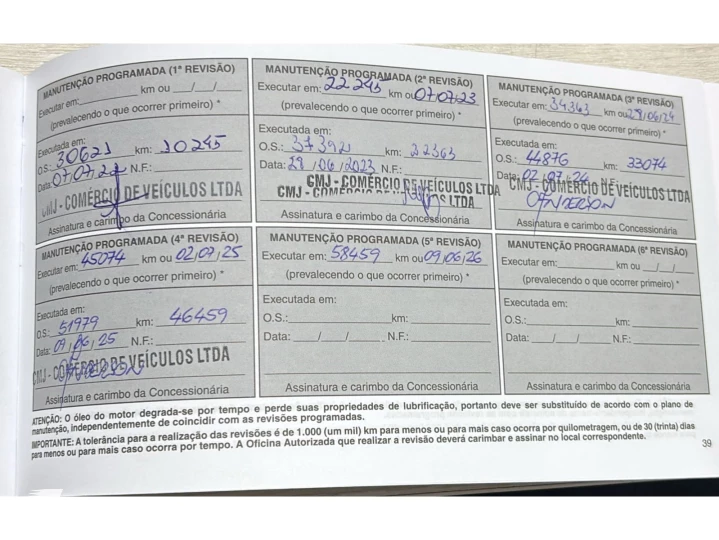 MANUTENÇÃO PROGRAMADA (1ª REVISÃO)
Executar em: km ou / /
(prevalecendo o que ocorrer primeiro) *
Executada em:
O.S: 30621 km: 10245
Data: 07/07/22 N.F.:
CMJ - COMÉRCIO DE VEÍCULOS LTDA
Assinatura e carimbo da Concessionária
MANUTENÇÃO PROGRAMADA (2ª REVISÃO)
Executar em: 22.245 km ou 07/07/23
(prevalecendo o que ocorrer primeiro) *
Executada em:
O.S.: 37392 km: 22363
Data: 29/06/2023 N.F.:
CMJ - COMÉRCIO DE VEÍCULOS LTDA
CMJ - COMÉRCIO DE VEÍCULOS LTDA
Assinatura e carimbo da Concessionária
MANUTENÇÃO PROGRAMADA (3ª REVISÃO)
Executar em: 34363 km ou 29/06/24
(prevalecendo o que ocorrer primeiro) *
Executada em:
O.S.: 44876 km: 33074
Data: 02/07/24 N.F.:
CMJ - COMÉRCIO DE VEÍCULOS LTDA
ANDERSON
Assinatura e carimbo da Concessionária
MANUTENÇÃO PROGRAMADA (4ª REVISÃO)
Executar em: 45074 km ou 02/07/25
(prevalecendo o que ocorrer primeiro) *
Executada em:
O.S: 51979 km: 46459
Data: 09/06/25 N.F.:
CMJ - COMÉRCIO DE VEÍCULOS LTDA
ANDERSON
Assinatura e carimbo da Concessionária
MANUTENÇÃO PROGRAMADA (5ª REVISÃO)
Executar em: 58459 km ou 09/06/26
(prevalecendo o que ocorrer primeiro) *
Executada em:
O.S.: km:
Data: / / N.F.:
Assinatura e carimbo da Concessionária
MANUTENÇÃO PROGRAMADA (6ª REVISÃO)
Executar em: km ou / /
(prevalecendo o que ocorrer primeiro) *
Executada em:
O.S.: km:
Data: / / N.F.:
Assinatura e carimbo da Concessionária
ATENÇÃO: O óleo do motor degrada-se por tempo e perde suas propriedades de lubrificação, portanto deve ser substituído de acordo com o plano de
manutenção, independentemente de coincidir com as revisões programadas.
IMPORTANTE: A tolerância para a realização das revisões é de 1.000 (um mil) km para menos ou para mais caso ocorra por quilometragem, ou de 30 (trinta) dias
para menos ou para mais caso ocorra por tempo. A Oficina Autorizada que realizar a revisão deverá carimbar e assinar no local correspondente.
39